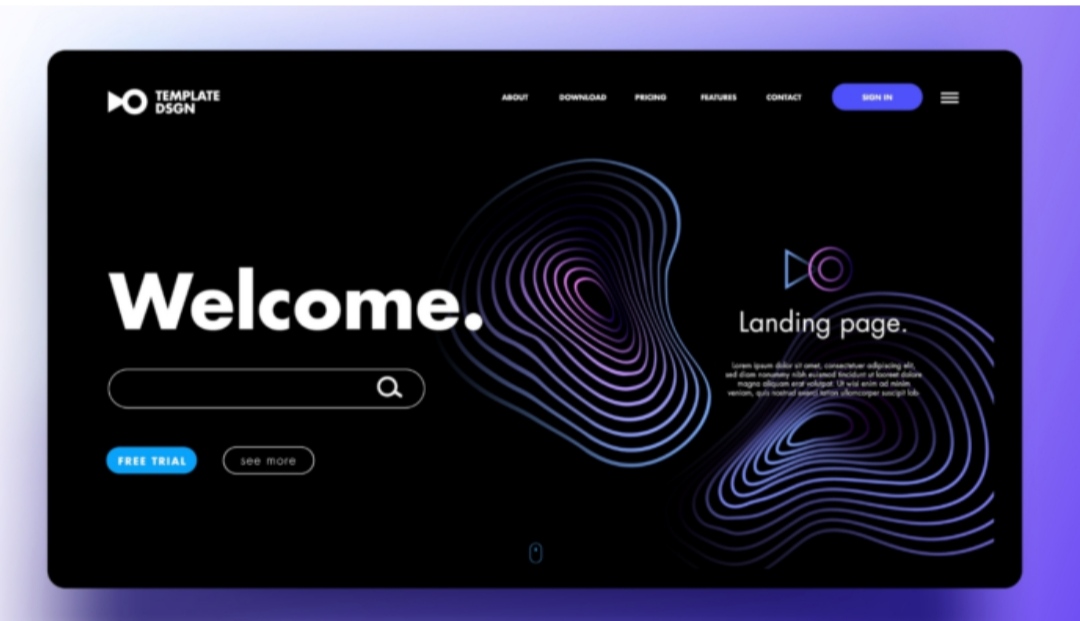 TEMPLATE
DSGN
ABOUT
DOWNLOAD
PRICING
FEATURES
CONTACT
SIGN IN
Welcome.
FREE TRIAL
see more
Landing page.
Lorem ipsum dolor sit amet, consectetuer adipiscing elit,
sed diam nonummy nibh euismod tincidunt ut laoreet dolore
magna aliquam erat volutpat. Ut wisi enim ad minim
veniam, quis nostrud exerci tation ullamcorper suscipit lob